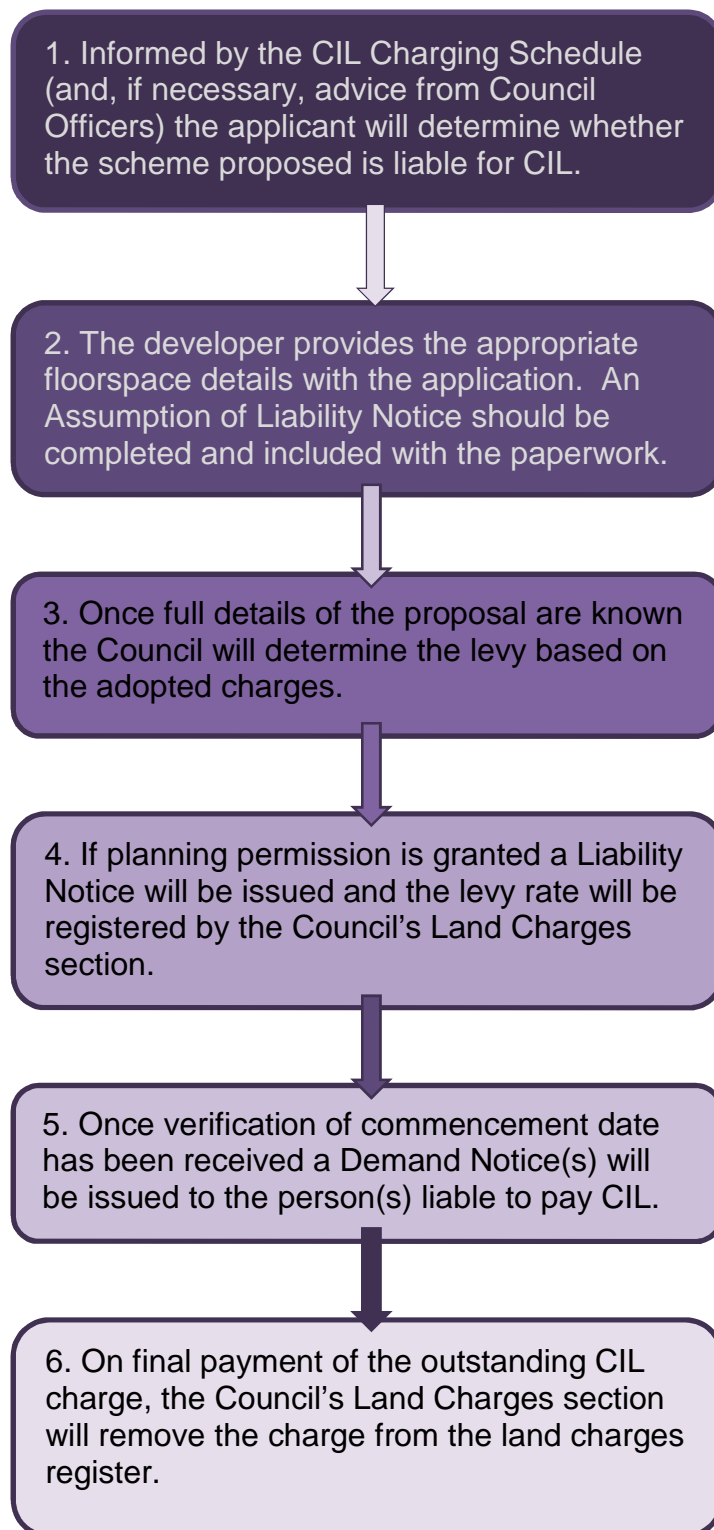 1. Informed by the CIL Charging Schedule
(and, if necessary, advice from Council
Officers) the applicant will determine whether
the scheme proposed is liable for CIL.
2. The developer provides the appropriate
floorspace details with the application.  An
Assumption of Liability Notice should be
completed and included with the paperwork.
3. Once full details of the proposal are known
the Council will determine the levy based on
the adopted charges.
4. If planning permission is granted a Liability
Notice will be issued and the levy rate will be
registered by the Council’s Land Charges
section.
5. Once verification of commencement date
has been received a Demand Notice(s) will
be issued to the person(s) liable to pay CIL.
6. On final payment of the outstanding CIL
charge, the Council’s Land Charges section
will remove the charge from the land charges
register.